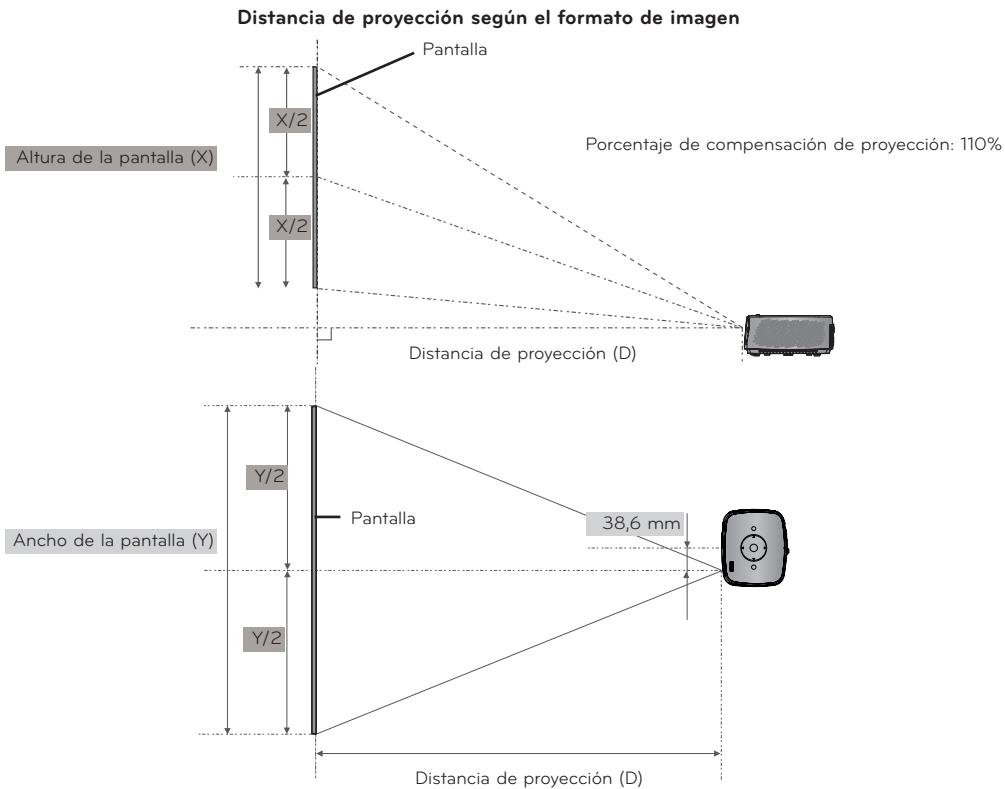 Distancia de proyección según el formato de imagen
Pantalla
X/2
Altura de la pantalla (X)
Porcentaje de compensación de proyección: 110%
X/2
Distancia de proyección (D)
Y/2
Pantalla
38,6 mm
Ancho de la pantalla (Y)
Y/2
Distancia de proyección (D)